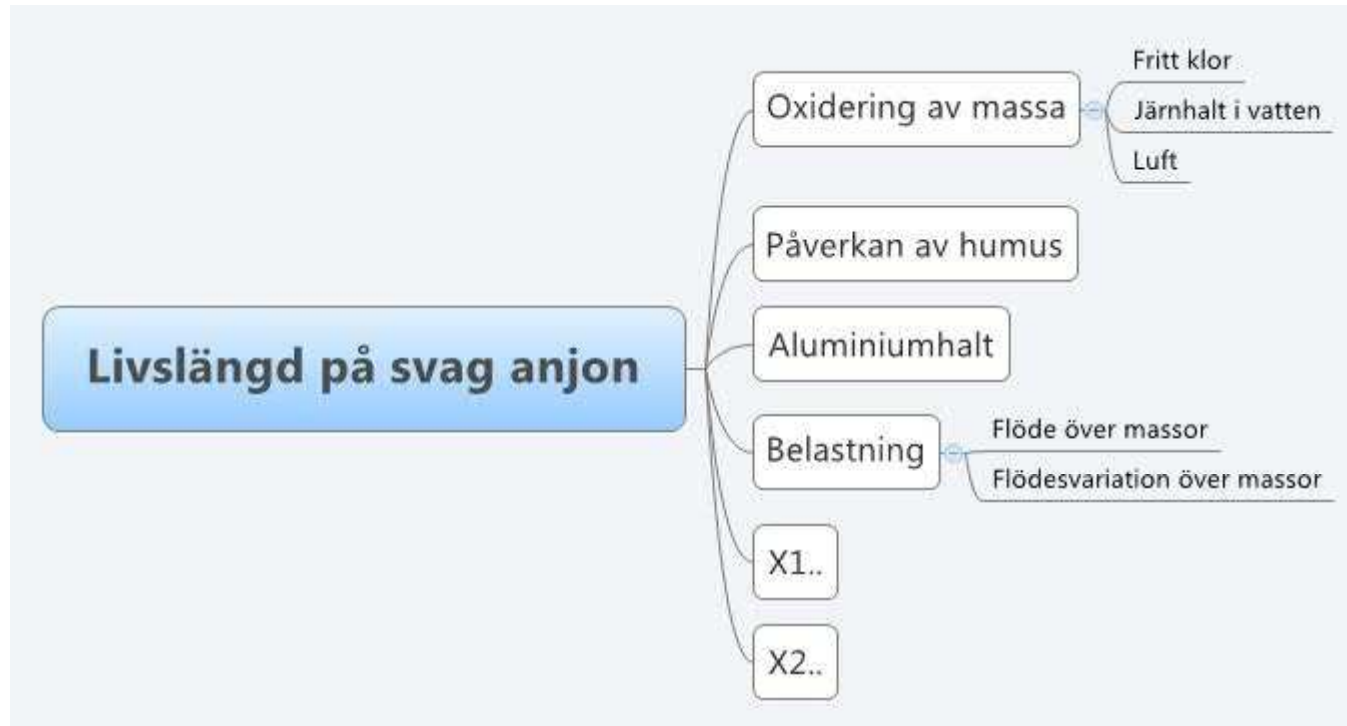 Livslängd på svag anjon
Oxidering av massa
Fritt klor
Järnhalt i vatten
Luft
Påverkan av humus
Aluminiumhalt
Belastning
Flöde över massor
Flödesvariation över massor
X1..
X2..